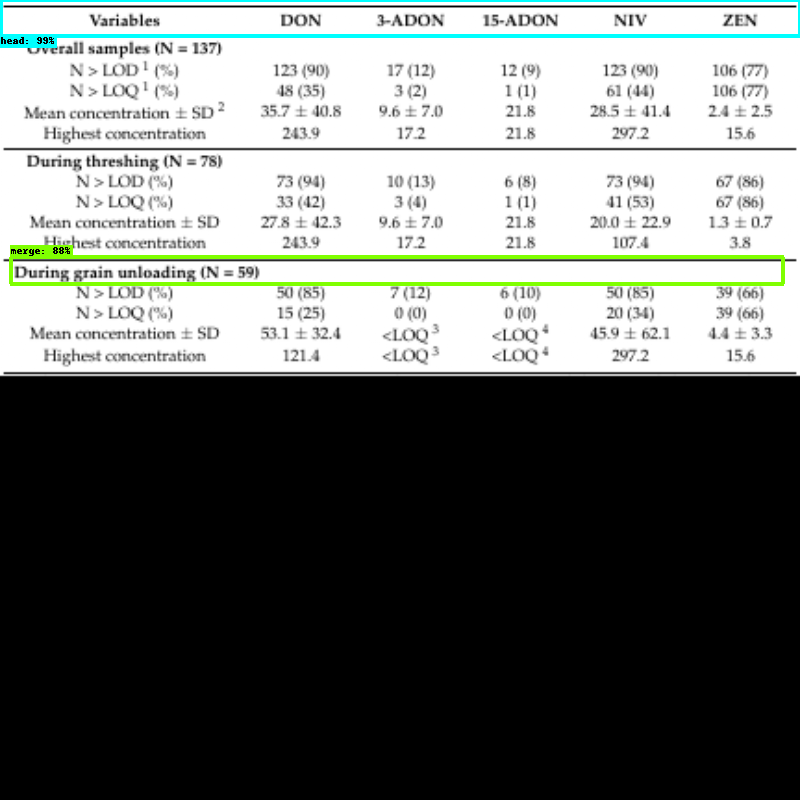 Variables DON 3-ADON 15-ADON NIV ZEN
head: 99%
Overall samples (N = 137)
N > LOD 1 (%) 123 (90) 17 (12) 12 (9) 123 (90) 106 (77)
N > LOQ 1 (%) 48 (35) 3 (2) 1 (1) 61 (44) 106 (77)
Mean concentration ± SD 2 35.7 ± 40.8 9.6 ± 7.0 21.8 28.5 ± 41.4 2.4 ± 2.5
Highest concentration 243.9 17.2 21.8 297.2 15.6
During threshing (N = 78)
N > LOD (%) 73 (94) 10 (13) 6 (8) 73 (94) 67 (86)
N > LOQ (%) 33 (42) 3 (4) 1 (1) 41 (53) 67 (86)
Mean concentration ± SD 27.8 ± 42.3 9.6 ± 7.0 21.8 20.0 ± 22.9 1.3 ± 0.7
Highest concentration 243.9 17.2 21.8 107.4 3.8
merge: 88%
During grain unloading (N = 59)
N > LOD (%) 50 (85) 7 (12) 6 (10) 50 (85) 39 (66)
N > LOQ (%) 15 (25) 0 (0) 0 (0) 20 (34) 39 (66)
Mean concentration ± SD 53.1 ± 32.4 <LOQ 3 <LOQ 4 45.9 ± 62.1 4.4 ± 3.3
Highest concentration 121.4 <LOQ 3 <LOQ 4 297.2 15.6